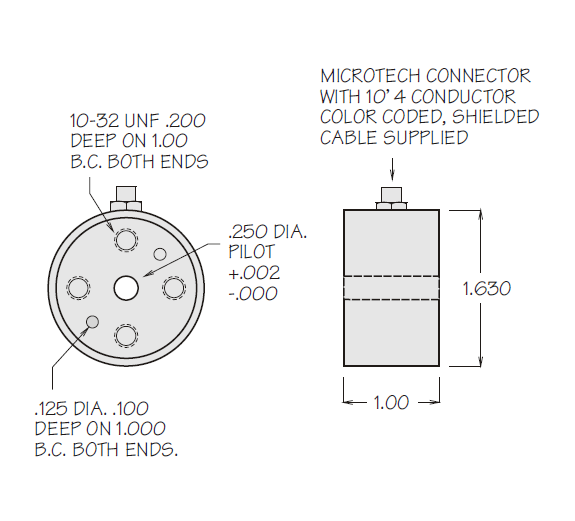 MICROTECH CONNECTOR
WITH 10' 4 CONDUCTOR
COLOR CODED, SHIELDED
CABLE SUPPLIED
10-32 UNF .200
DEEP ON 1.00
B.C. BOTH ENDS
.250 DIA.
PILOT
+.002
-.000
1.630
1.00
.125 DIA. .100
DEEP ON 1.000
B.C. BOTH ENDS.